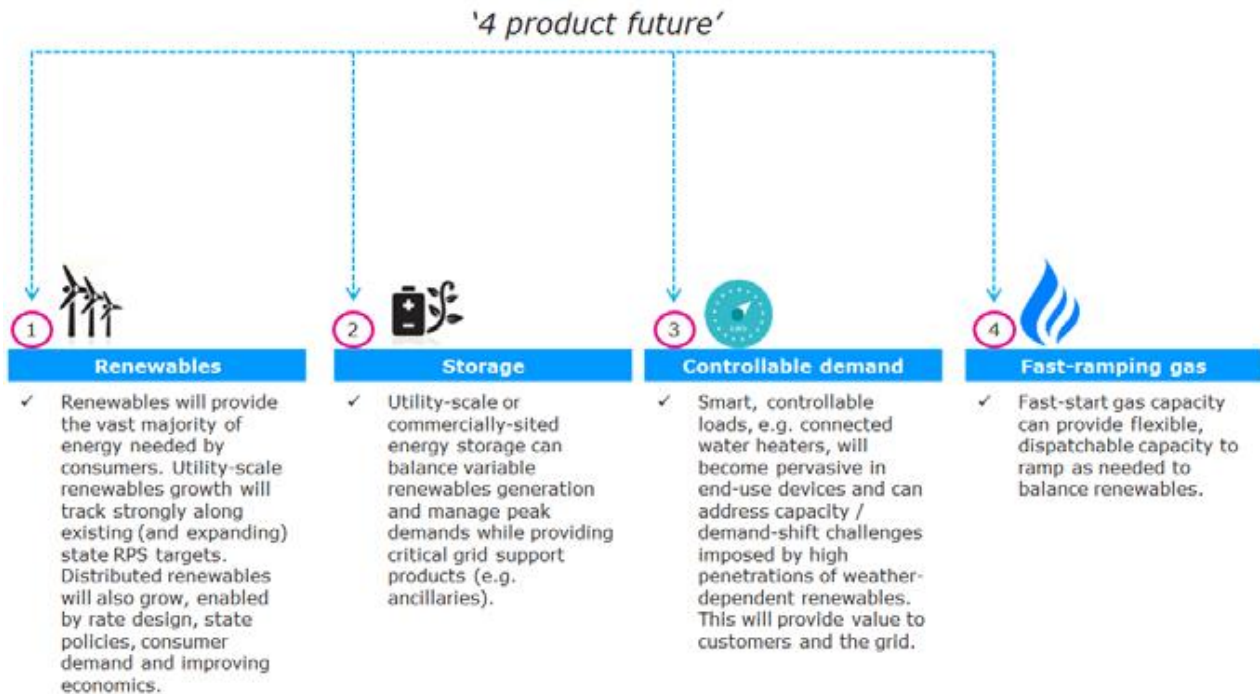 '4 product future'
1
Renewables
✓ Renewables will provide
the vast majority of
energy needed by
consumers. Utility-scale
renewables growth will
track strongly along
existing (and expanding)
state RPS targets.
Distributed renewables
will also grow, enabled
by rate design, state
policies, consumer
demand and improving
economics.
2
Storage
✓ Utility-scale or
commercially-sited
energy storage can
balance variable
renewables generation
and manage peak
demands while providing
critical grid support
products (e.g.
ancillaries).
3
Controllable demand
✓ Smart, controllable
loads, e.g. connected
water heaters, will
become pervasive in
end-use devices and can
address capacity /
demand-shift challenges
imposed by high
penetrations of weather-
dependent renewables.
This will provide value to
customers and the grid.
4
Fast-ramping gas
✓ Fast-start gas capacity
can provide flexible,
dispatchable capacity to
ramp as needed to
balance renewables.